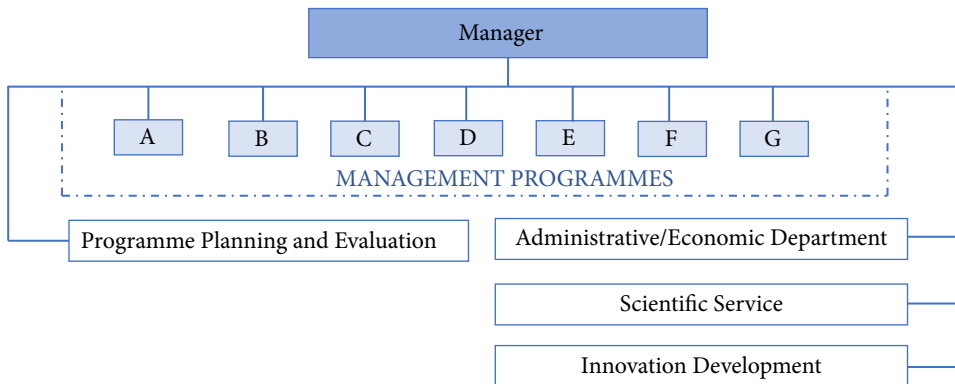 Manager
A
B
C
D
E
F
G
MANAGEMENT PROGRAMMES
Programme Planning and Evaluation
Administrative/Economic Department
Scientific Service
Innovation Development